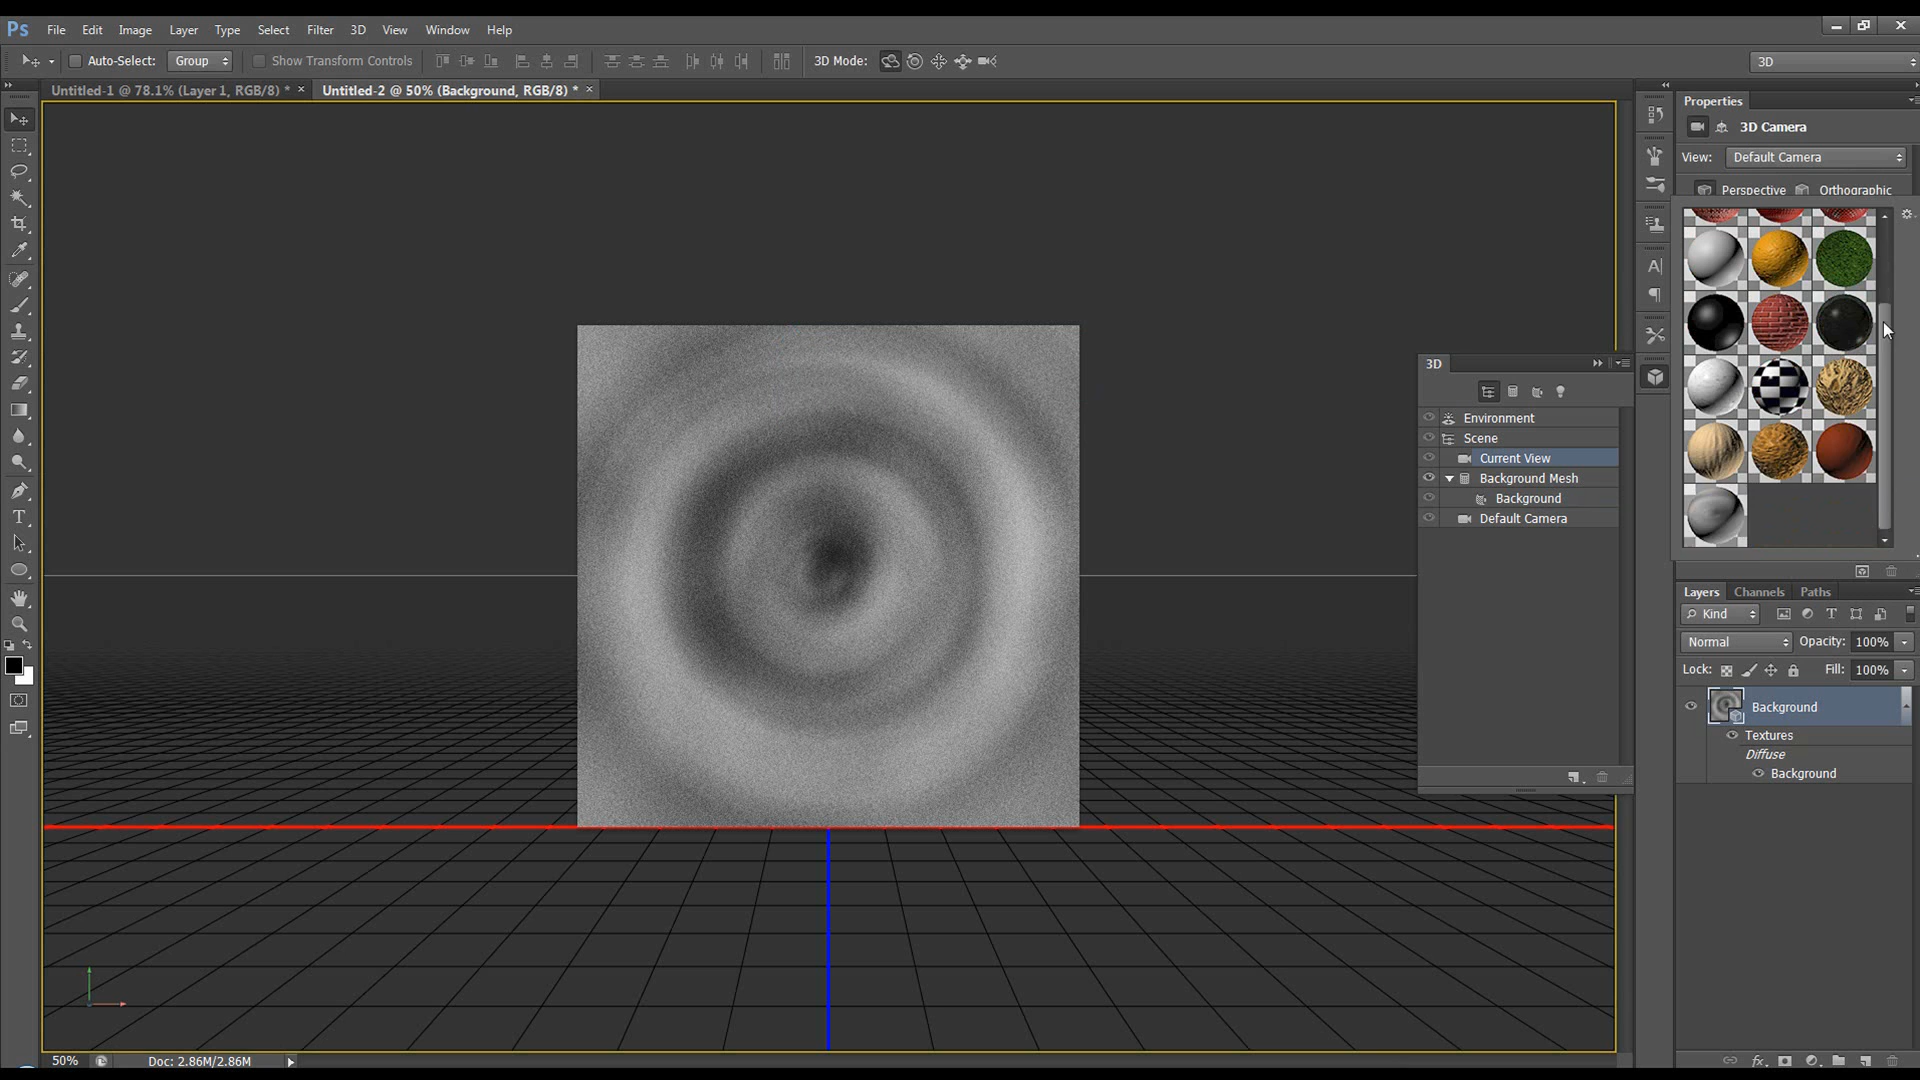 Ps File Edit Image Layer Type Select Filter 3D View Window Help
Auto-Select: Group Show Transform Controls 3D Mode: 3D
Untitled-1 @ 78.1% (Layer 1, RGB/8) * × Untitled-2 @ 50% (Background, RGB/8) * ×
Properties
3D Camera
View: Default Camera
Perspective Orthographic
3D
Environment
Scene
Current View
Background Mesh
Background
Default Camera
Layers Channels Paths
Kind
Normal Opacity: 100%
Lock: Fill: 100%
Background
Textures
Diffuse
Background
50% Doc: 2.86M/2.86M
fx